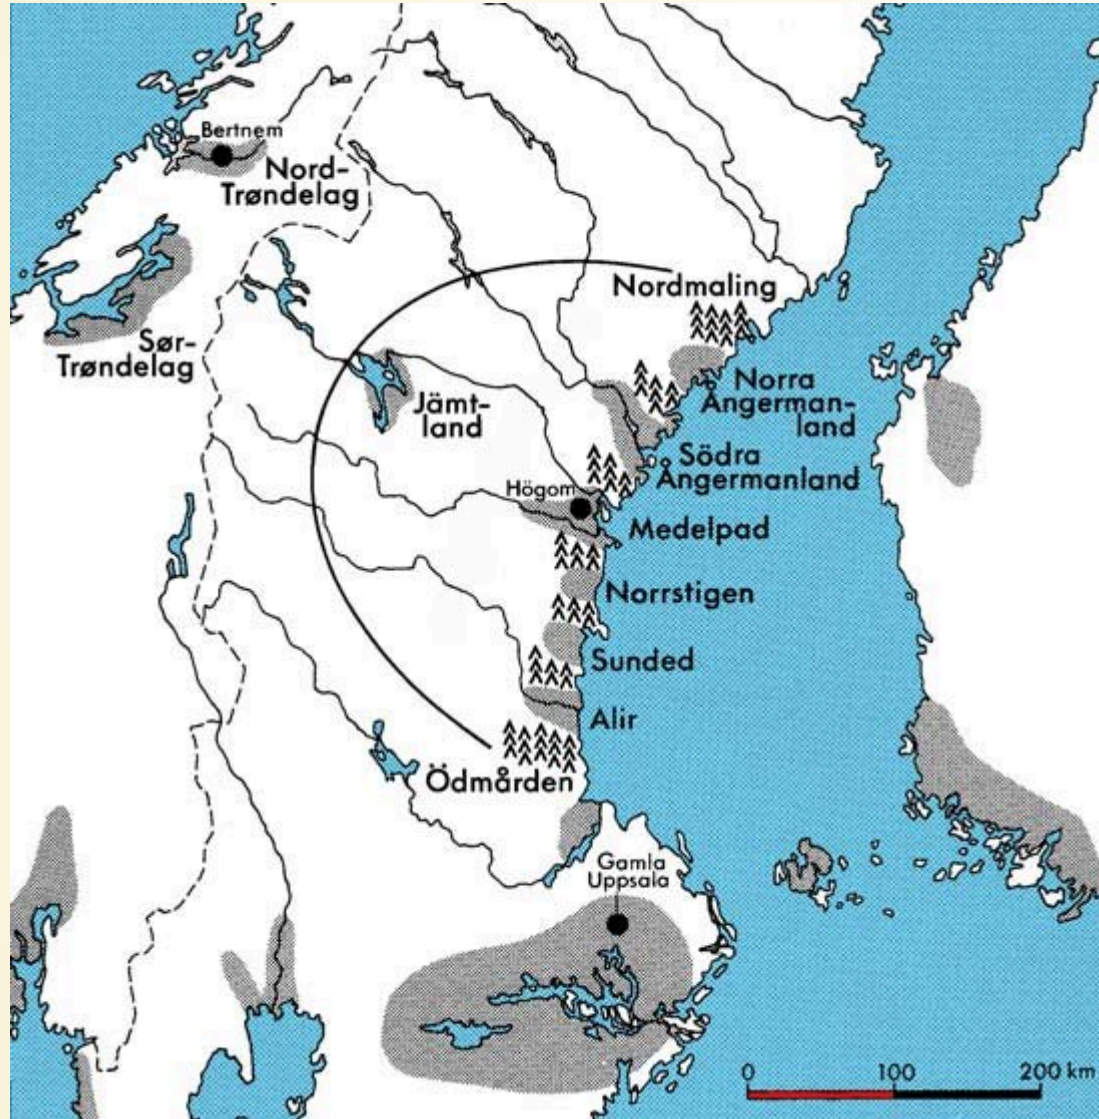 Bertnem
Nord-
Trøndelag
Nordmaling
Sør-
Trøndelag
Jämt-
land
Norra
Ångerman-
land
Södra
Ångermanland
Högom
Medelpad
Norrstigen
Sunded
Alir
Ödmården
Gamla
Uppsala
0 100 200 km